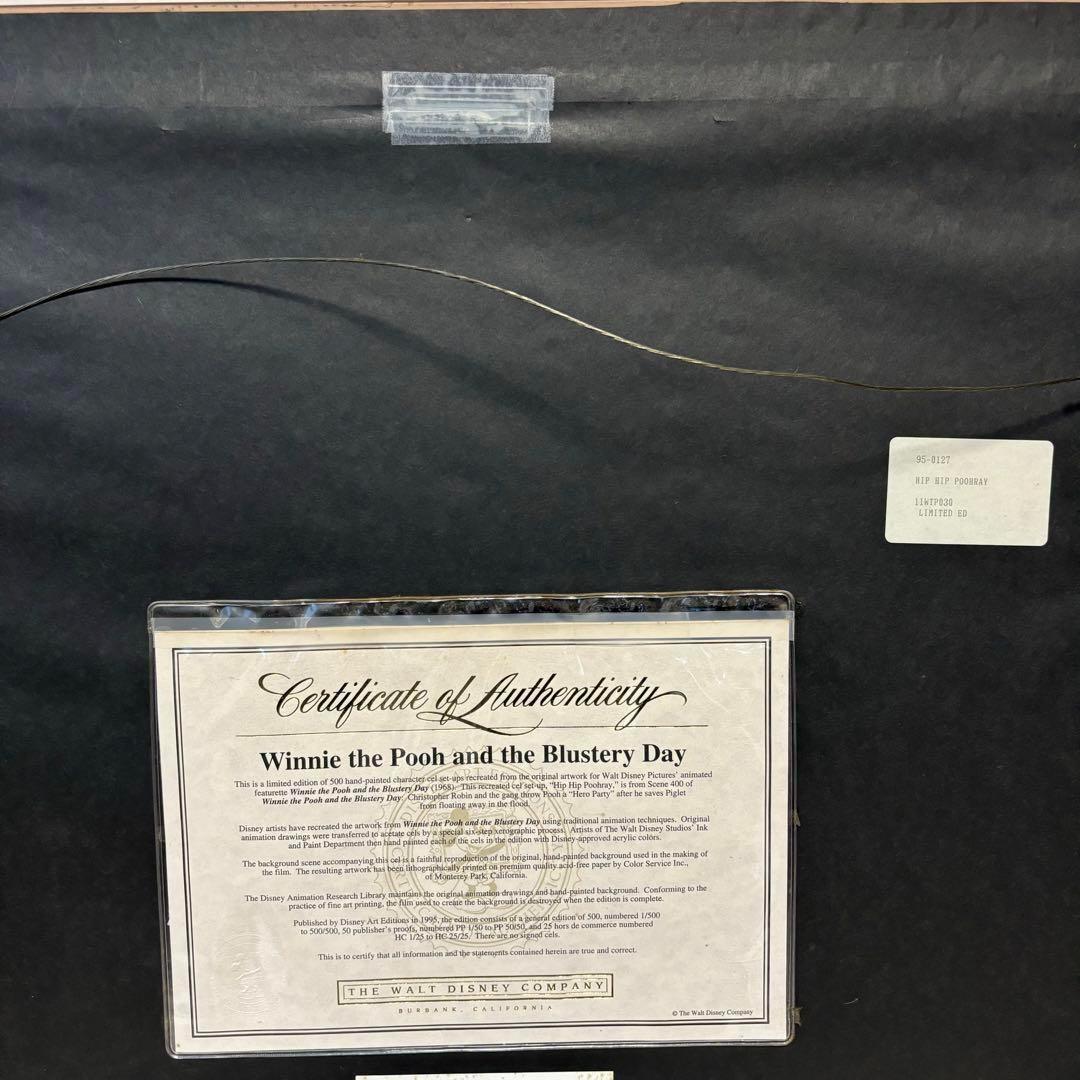 95-0127
HIP HIP POOHRAY
11WTP030
LIMITED ED
Certificate of Authenticity
Winnie the Pooh and the Blustery Day
This is a limited edition of 500 hand-painted character cel set-ups recreated from the original artwork for Walt Disney Pictures' animated
featurette Winnie the Pooh and the Blustery Day (1968). This recreated cel set-up, "Hip Hip Poohray," is from Scene 400 of
Winnie the Pooh and the Blustery Day: Christopher Robin and the gang throw Pooh a "Hero Party" after he saves Piglet
from floating away in the flood.
Disney artists have recreated the artwork from Winnie the Pooh and the Blustery Day using traditional animation techniques. Original
animation drawings were transferred to acetate cels by a special six-step xerographic process. Artists of The Walt Disney Studios' Ink
and Paint Department then hand painted each of the cels in the edition with Disney-approved acrylic colors.
The background scene accompanying this cel is a faithful reproduction of the original, hand-painted background used in the making of
the film. The resulting artwork has been lithographically printed on premium quality acid-free paper by Color Service Inc.,
of Monterey Park, California.
The Disney Animation Research Library maintains the original animation drawings and hand-painted background. Conforming to the
practice of fine art printing, the film used to create the background is destroyed when the edition is complete.
Published by Disney Art Editions in 1995, the edition consists of a general edition of 500, numbered 1/500
to 500/500, 50 publisher's proofs, numbered PP 1/50 to PP 50/50, and 25 hors de commerce numbered
HC 1/25 to HC 25/25. There are no signed cels.
This is to certify that all information and the statements contained herein are true and correct.
THE WALT DISNEY COMPANY
BURBANK, CALIFORNIA
© The Walt Disney Company